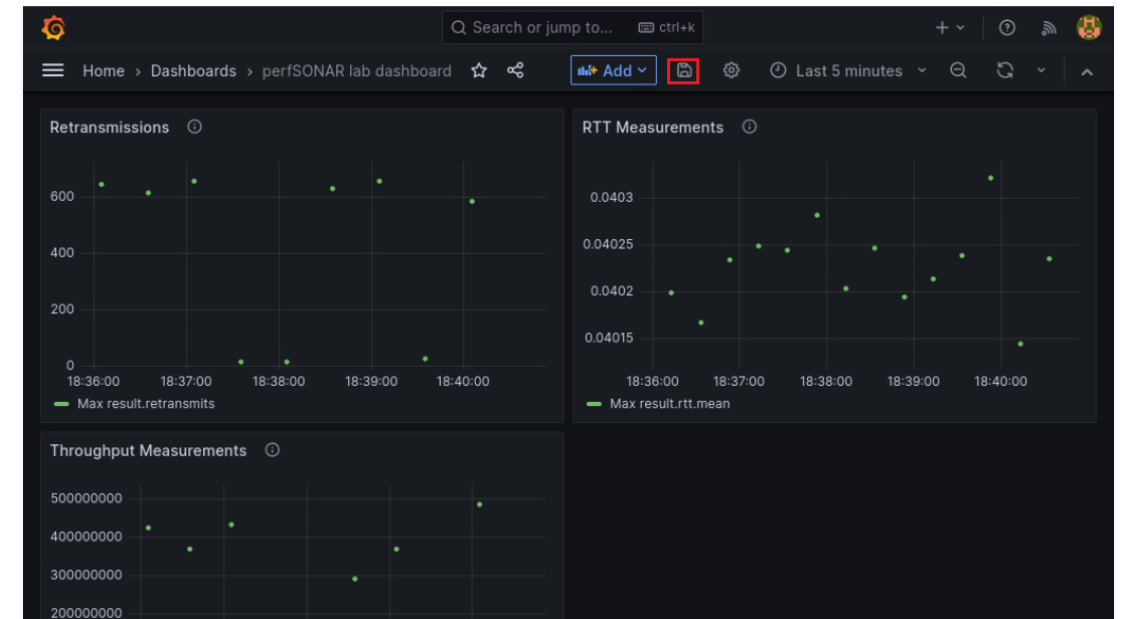 Search or jump to... ctrl+k
Home › Dashboards › perfSONAR lab dashboard Add Last 5 minutes
Retransmissions
600
400
200
0
18:36:00 18:37:00 18:38:00 18:39:00 18:40:00
Max result.retransmits
RTT Measurements
0.0403
0.04025
0.0402
0.04015
18:36:00 18:37:00 18:38:00 18:39:00 18:40:00
Max result.rtt.mean
Throughput Measurements
500000000
400000000
300000000
200000000